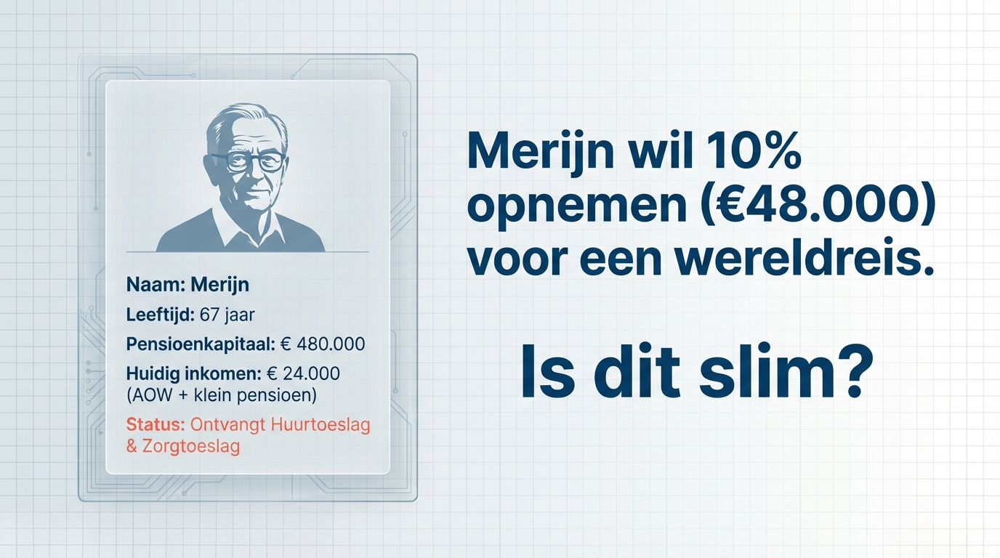 Naam: Merijn
Leeftijd: 67 jaar
Pensioenkapitaal: € 480.000
Huidig inkomen: € 24.000
(AOW + klein pensioen)
Status: Ontvangt Huurtoeslag
& Zorgtoeslag
Merijn wil 10%
opnemen (€48.000)
voor een wereldreis.
Is dit slim?